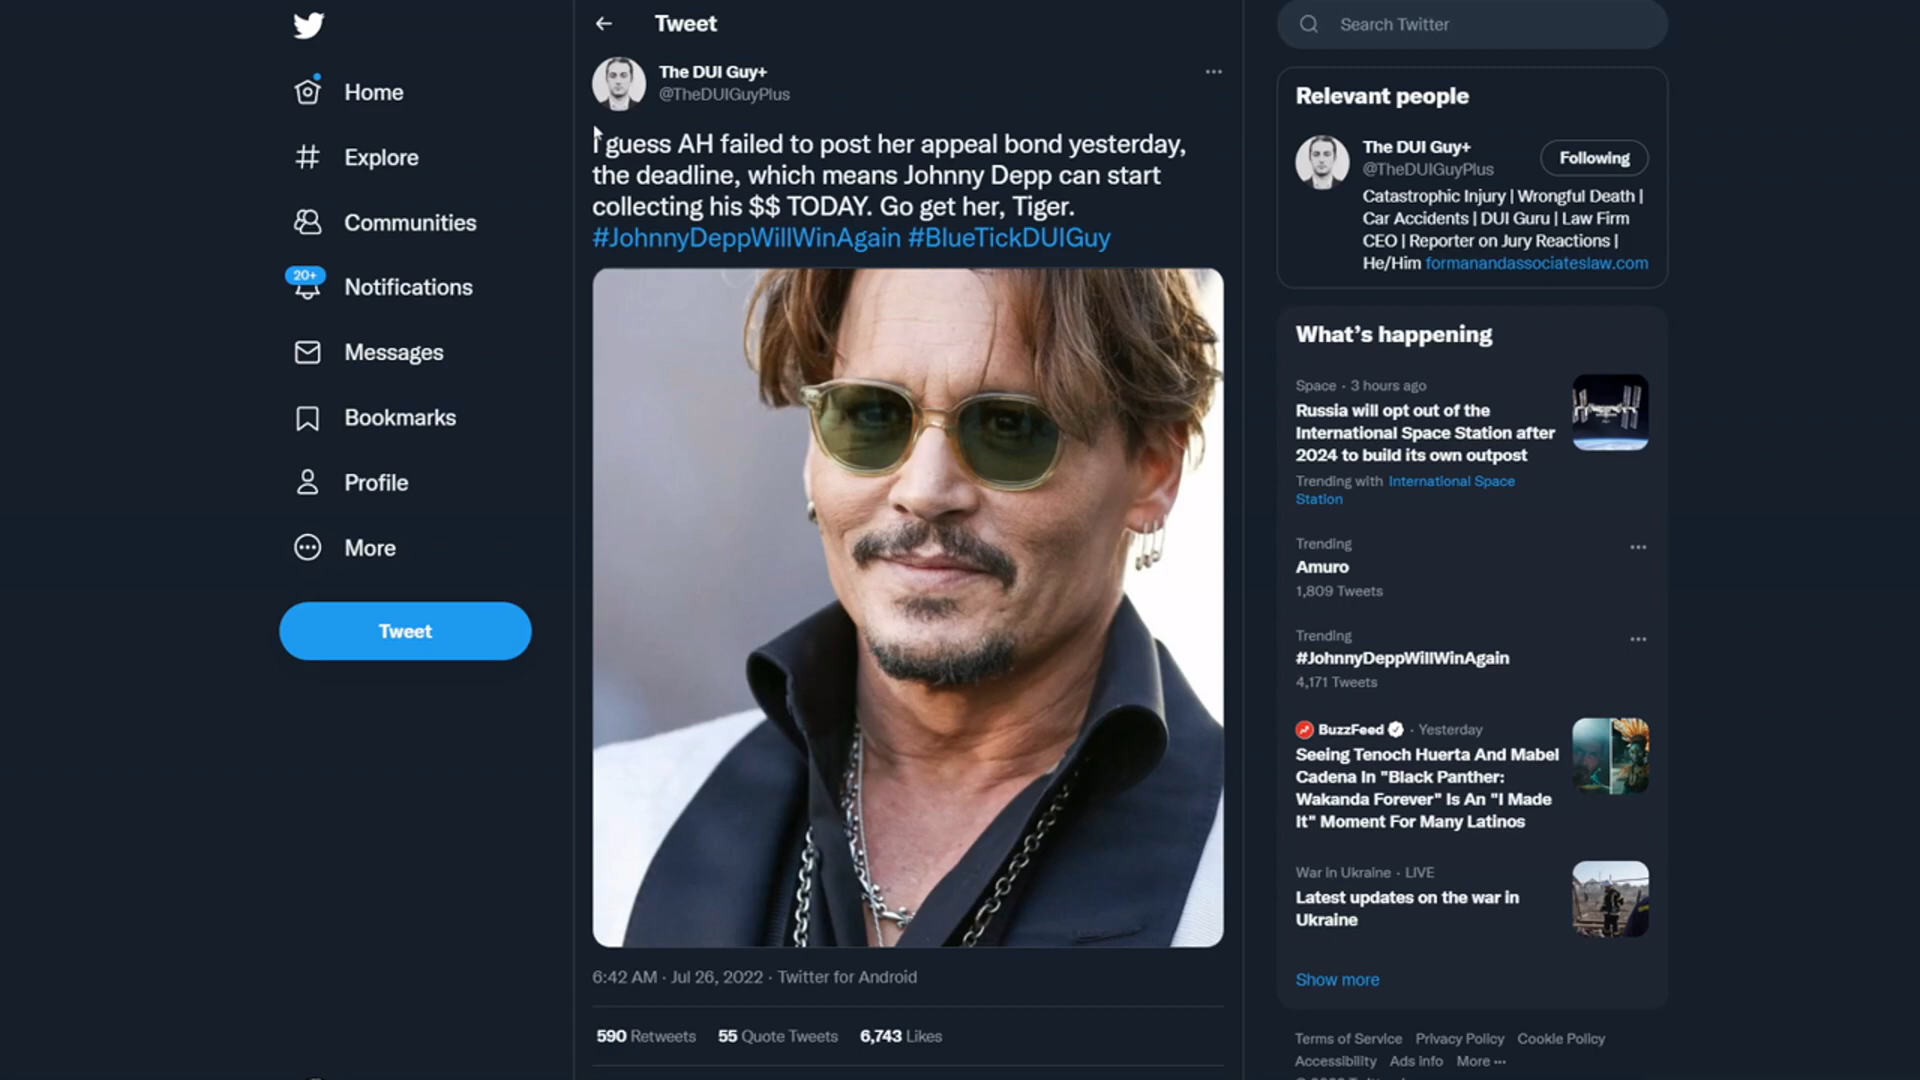 Home
Explore
Communities
20+
Notifications
Messages
Bookmarks
Profile
More
Tweet
Tweet
The DUI Guy+
@TheDUIGuyPlus
I guess AH failed to post her appeal bond yesterday,
the deadline, which means Johnny Depp can start
collecting his $$ TODAY. Go get her, Tiger.
#JohnnyDeppWillWinAgain #BlueTickDUIGuy
6:42 AM · Jul 26, 2022 · Twitter for Android
590 Retweets 55 Quote Tweets 6,743 Likes
Search Twitter
Relevant people
The DUI Guy+
@TheDUIGuyPlus
Following
Catastrophic Injury | Wrongful Death |
Car Accidents | DUI Guru | Law Firm
CEO | Reporter on Jury Reactions |
He/Him formanandassociateslaw.com
What's happening
Space · 3 hours ago
Russia will opt out of the
International Space Station after
2024 to build its own outpost
Trending with International Space
Station
Trending
Amuro
1,809 Tweets
Trending
#JohnnyDeppWillWinAgain
4,171 Tweets
BuzzFeed · Yesterday
Seeing Tenoch Huerta And Mabel
Cadena In "Black Panther:
Wakanda Forever" Is An "I Made
It" Moment For Many Latinos
War in Ukraine · LIVE
Latest updates on the war in
Ukraine
Show more
Terms of Service Privacy Policy Cookie Policy
Accessibility Ads info More ···